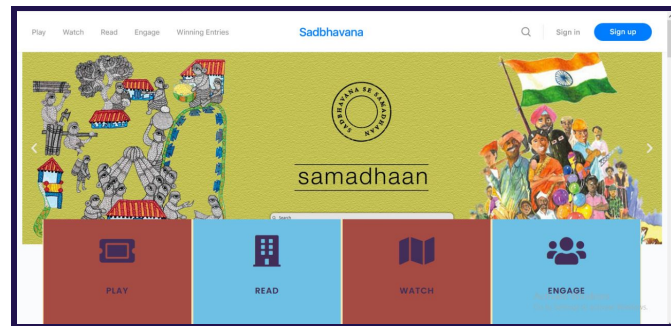 Play Watch Read Engage Winning Entries Sadbhavana Sign in Sign up
SADBHAVANA SE SAMADHAAN
samadhaan
Search
PLAY READ WATCH ENGAGE